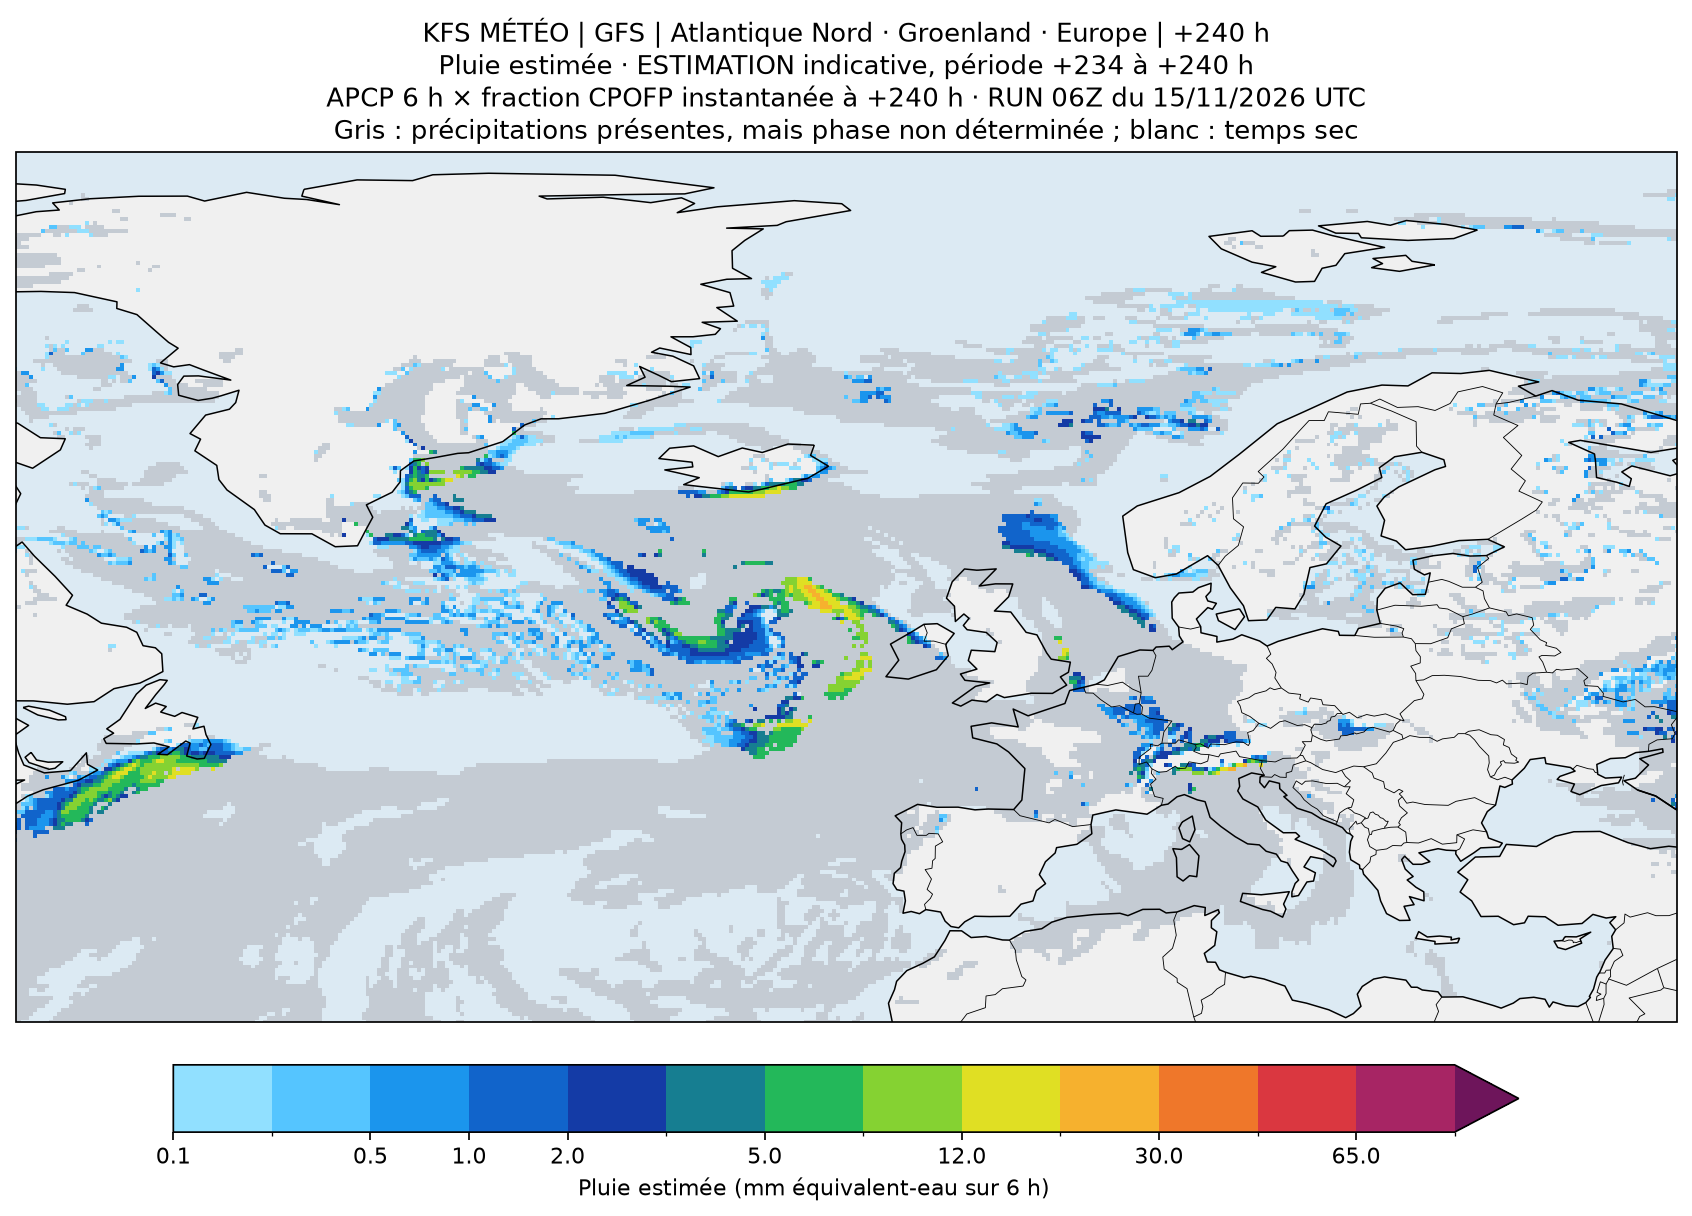 KFS MÉTÉO | GFS | Atlantique Nord · Groenland · Europe | +240 h
Pluie estimée · ESTIMATION indicative, période +234 à +240 h
APCP 6 h × fraction CPOFP instantanée à +240 h · RUN 06Z du 15/11/2026 UTC
Gris : précipitations présentes, mais phase non déterminée ; blanc : temps sec
0.1 0.5 1.0 2.0 5.0 12.0 30.0 65.0
Pluie estimée (mm équivalent-eau sur 6 h)